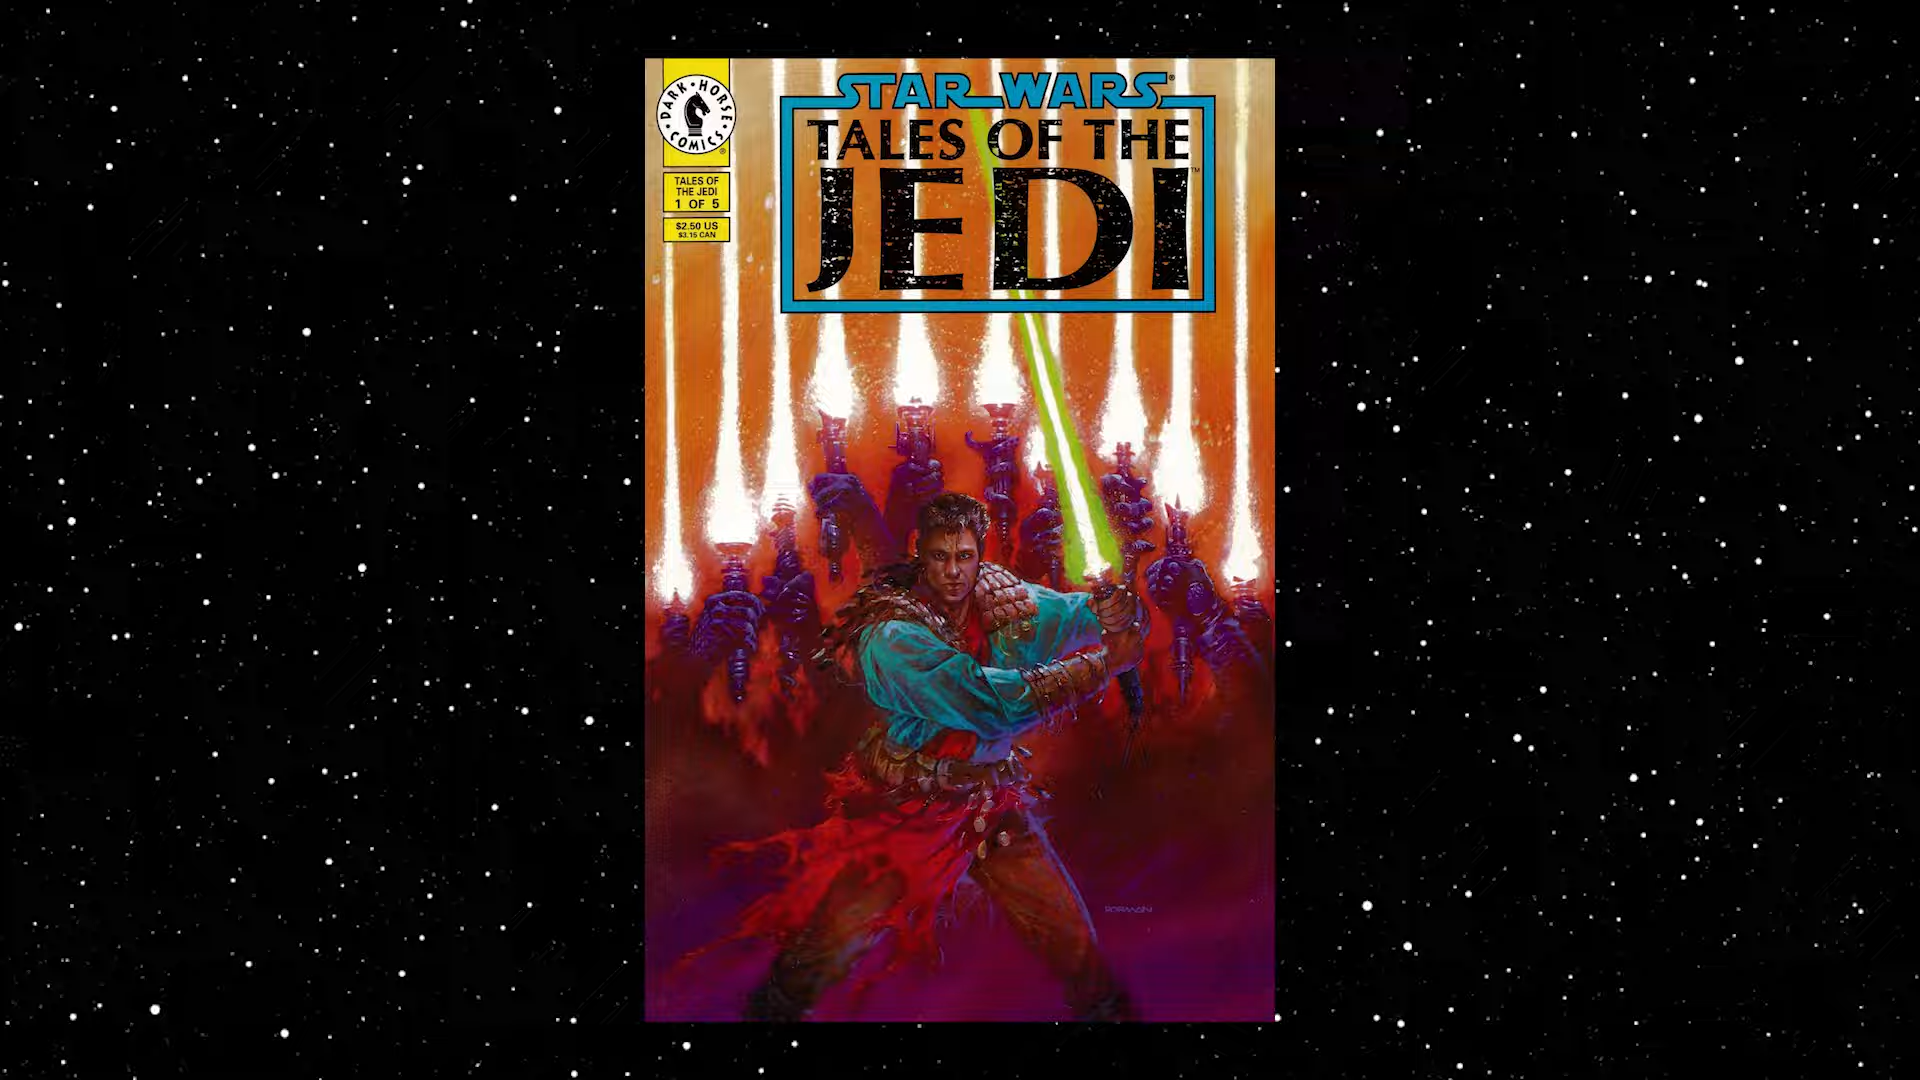 DARK·HORSE
COMICS
®
TALES OF
THE JEDI
1 OF 5
$2.50 US
$3.15 CAN
STAR WARS®
TALES OF THE
JEDI™
DORMAN